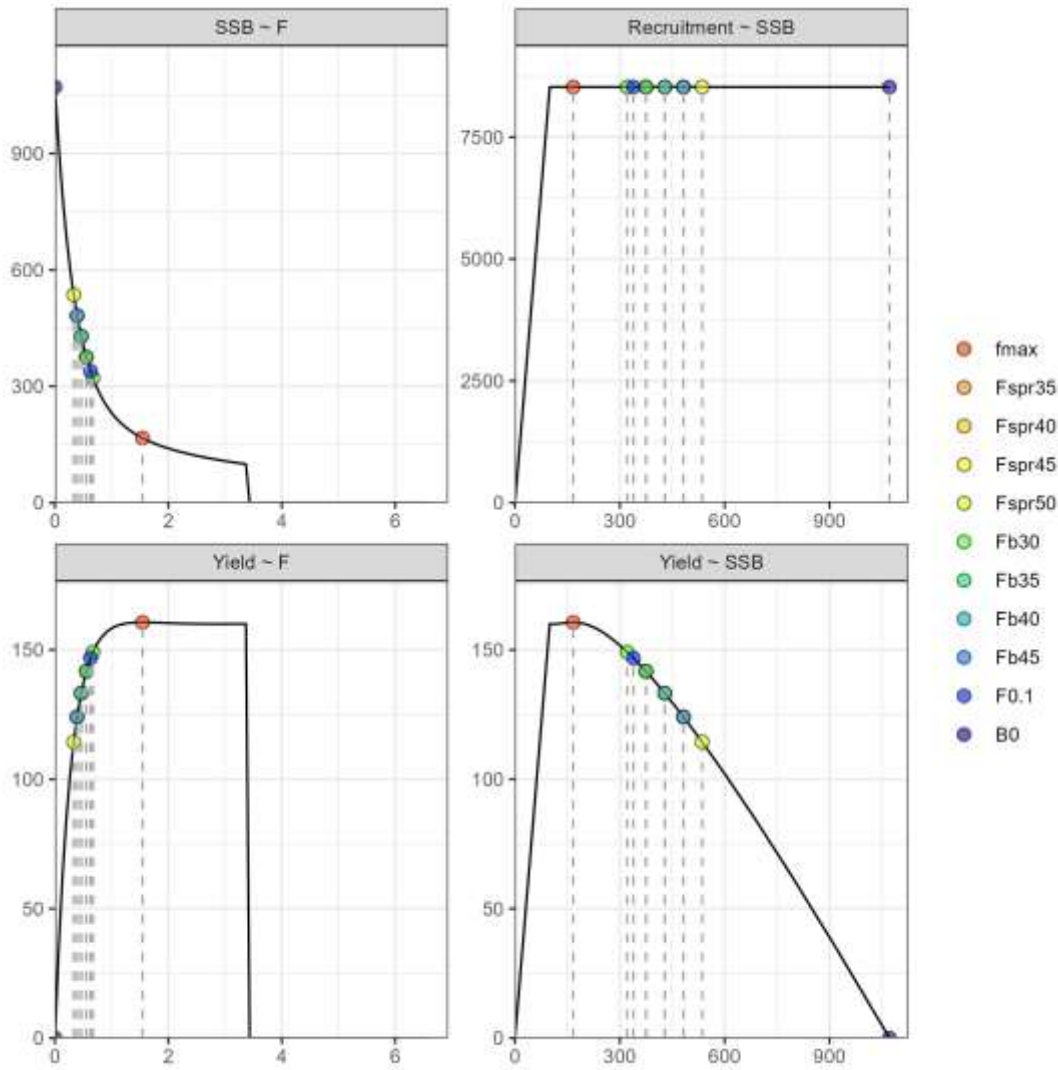 SSB ~ F
Recruitment ~ SSB
900
600
300
0
0
2
4
6
7500
5000
2500
0
0
300
600
900
Yield ~ F
Yield ~ SSB
150
100
50
0
0
2
4
6
150
100
50
0
0
300
600
900
fmax
Fspr35
Fspr40
Fspr45
Fspr50
Fb30
Fb35
Fb40
Fb45
F0.1
B0